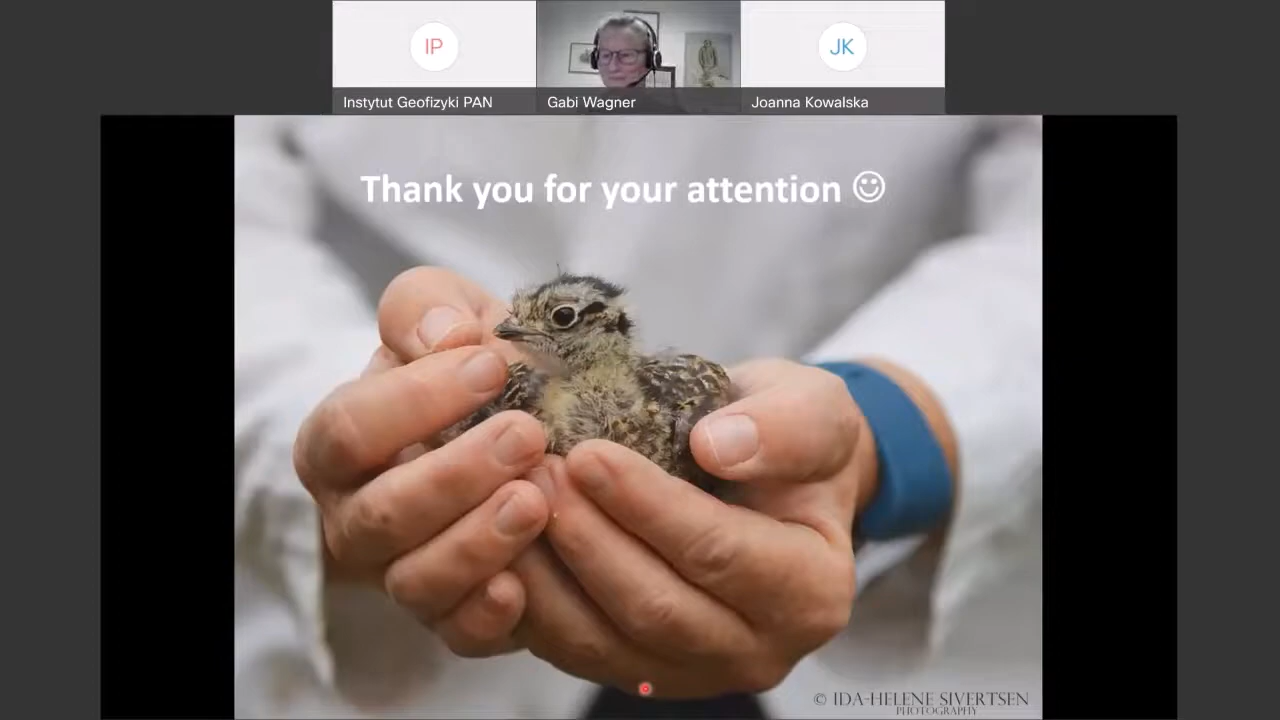 IP
JK
Instytut Geofizyki PAN
Gabi Wagner
Joanna Kowalska
Thank you for your attention ☺
© IDA-HELENE SIVERTSEN
PHOTOGRAPHY